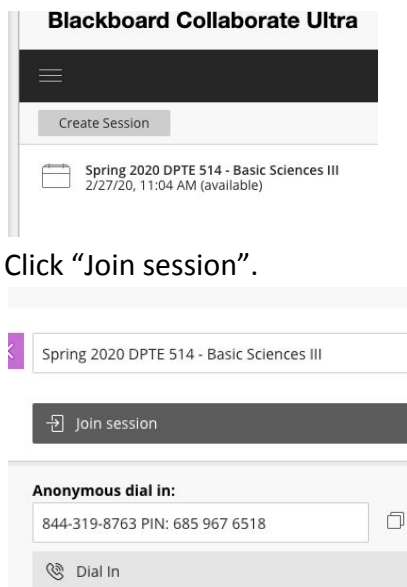 Blackboard Collaborate Ultra
Create Session
Spring 2020 DPTE 514 - Basic Sciences III
2/27/20, 11:04 AM (available)
Click “Join session”.
Spring 2020 DPTE 514 - Basic Sciences III
Join session
Anonymous dial in:
844-319-8763 PIN: 685 967 6518
Dial In